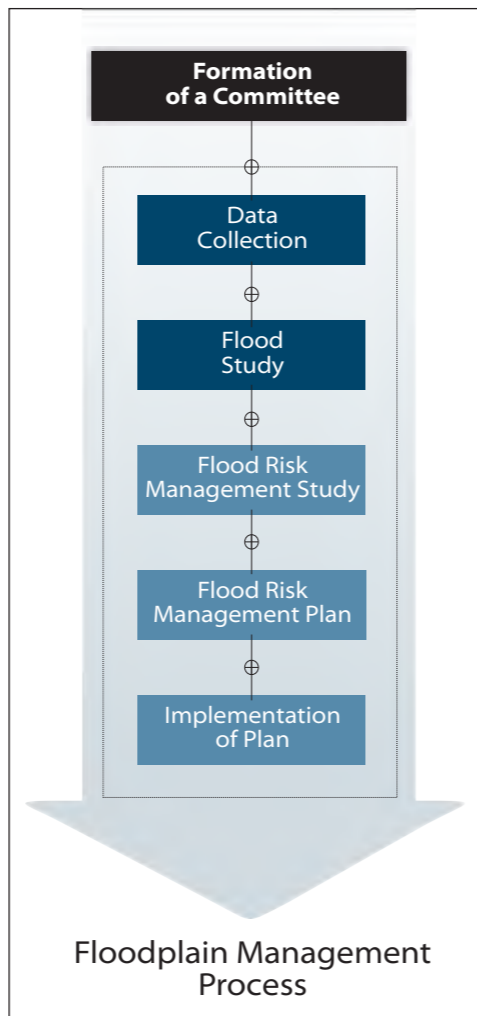 Formation
of a Committee
Data
Collection
Flood
Study
Flood Risk
Management Study
Flood Risk
Management Plan
Implementation
of Plan
Floodplain Management
Process